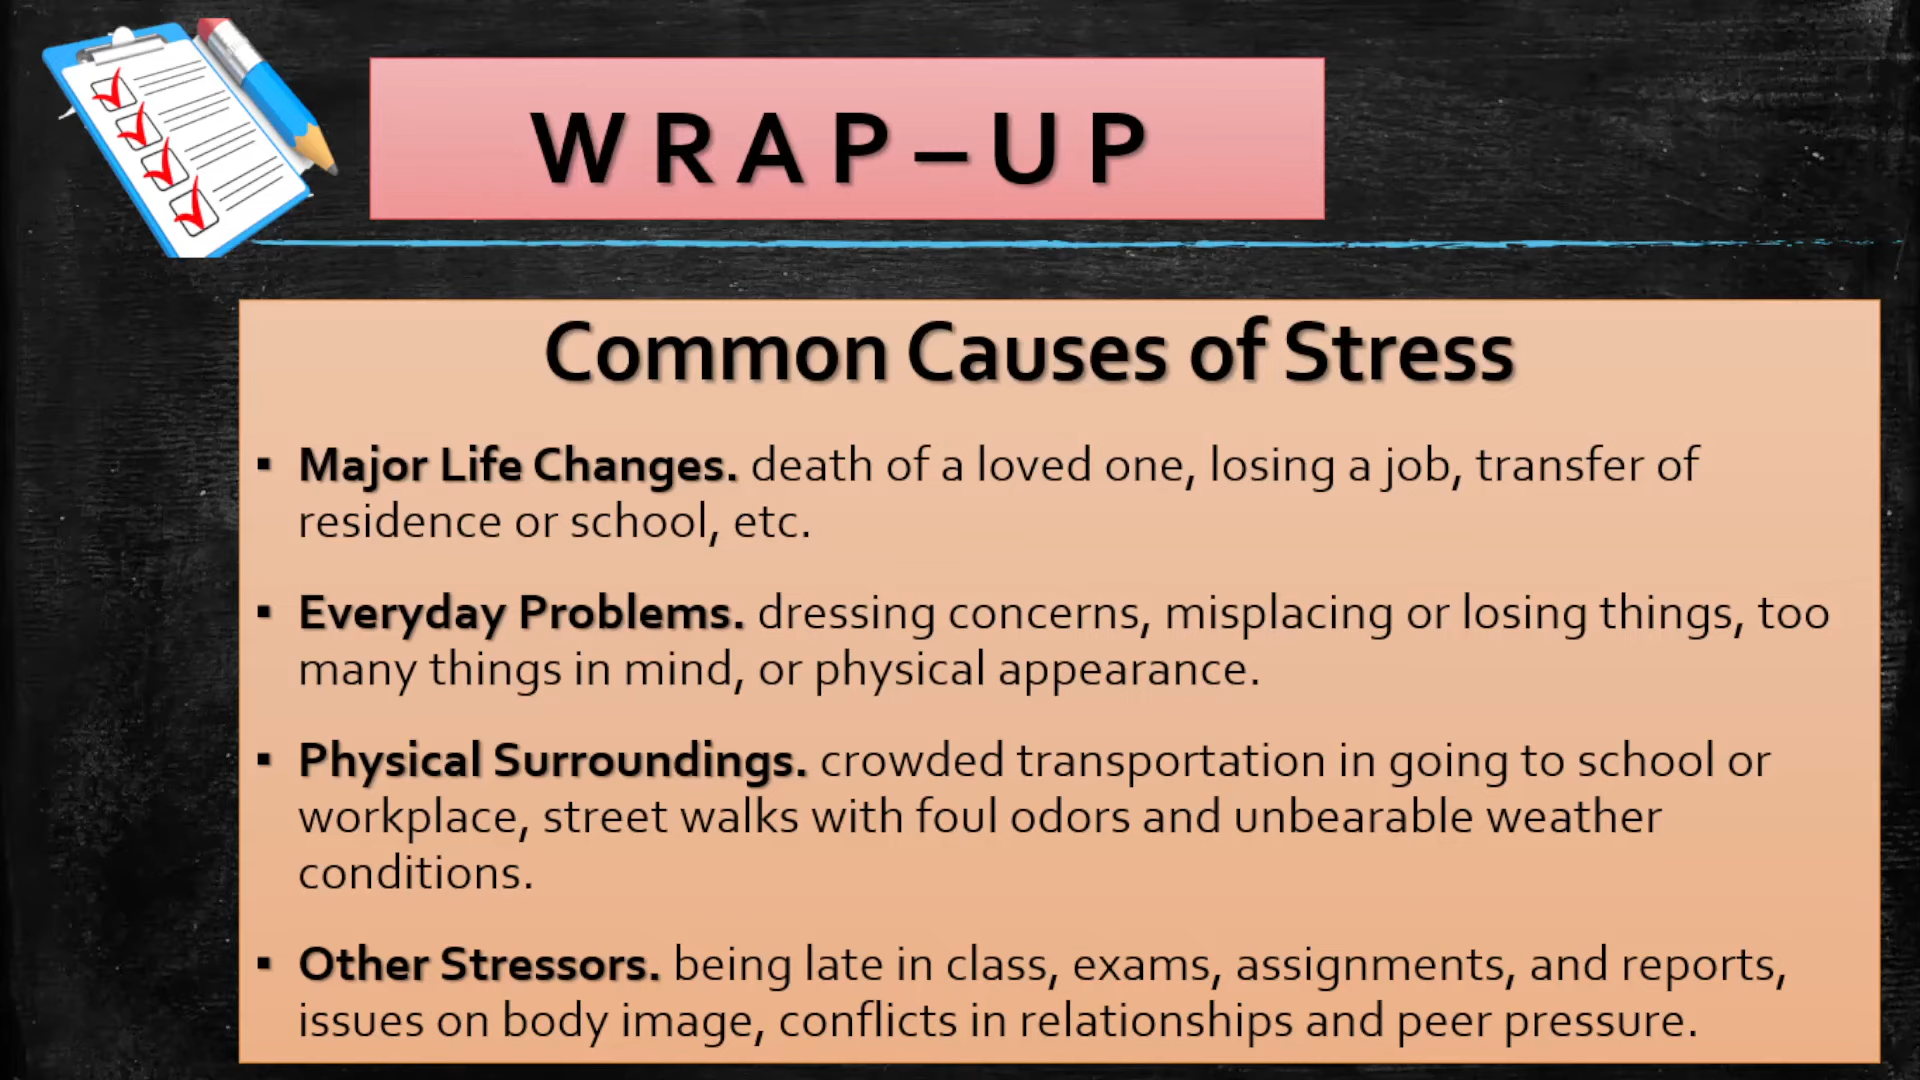 WRAP–UP
Common Causes of Stress
▪ Major Life Changes. death of a loved one, losing a job, transfer of
residence or school, etc.
▪ Everyday Problems. dressing concerns, misplacing or losing things, too
many things in mind, or physical appearance.
▪ Physical Surroundings. crowded transportation in going to school or
workplace, street walks with foul odors and unbearable weather
conditions.
▪ Other Stressors. being late in class, exams, assignments, and reports,
issues on body image, conflicts in relationships and peer pressure.